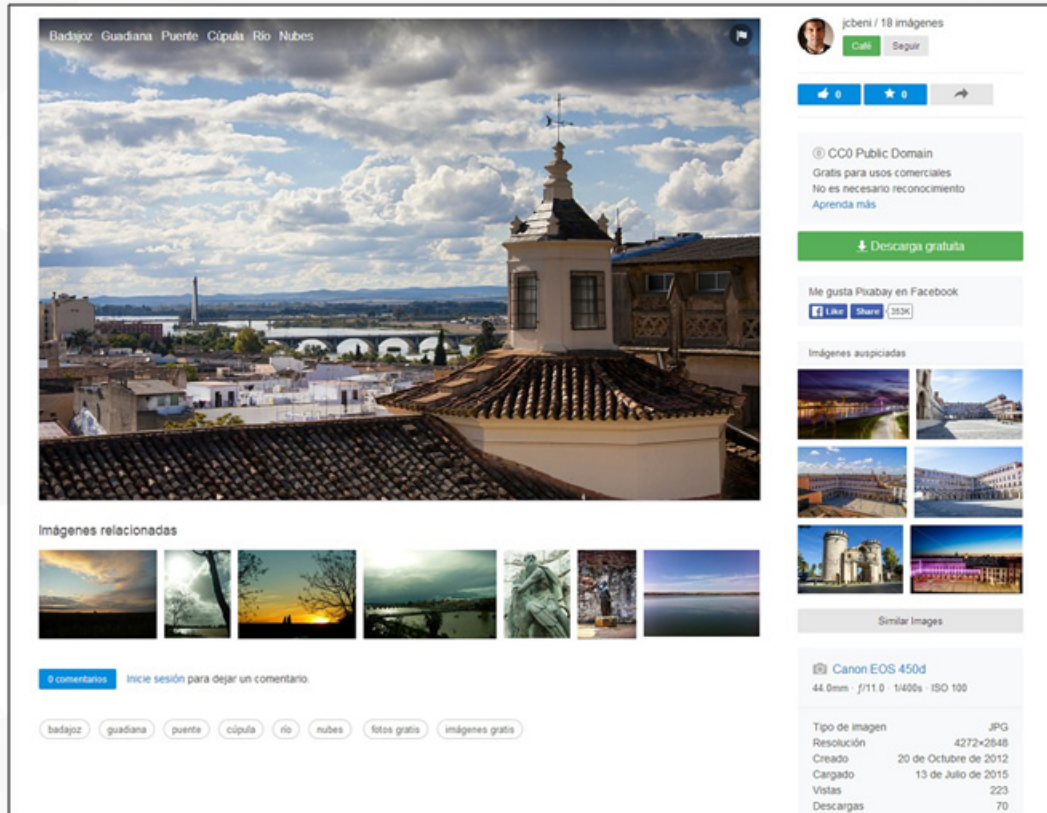 Badajoz Guadiana Puente Cúpula Río Nubes
jcbeni / 18 imágenes
Café Seguir
0 0
CC0 Public Domain
Gratis para usos comerciales
No es necesario reconocimiento
Aprenda más
Descarga gratuita
Me gusta Pixabay en Facebook
Like Share 353K
Imágenes auspiciadas
Similar Images
Canon EOS 450d
44.0mm · ƒ/11.0 · 1/400s · ISO 100
Tipo de imagen JPG
Resolución 4272×2848
Creado 20 de Octubre de 2012
Cargado 13 de Julio de 2015
Vistas 223
Descargas 70
Imágenes relacionadas
0 comentarios Inicie sesión para dejar un comentario.
badajoz guadiana puente cúpula río nubes fotos gratis imágenes gratis